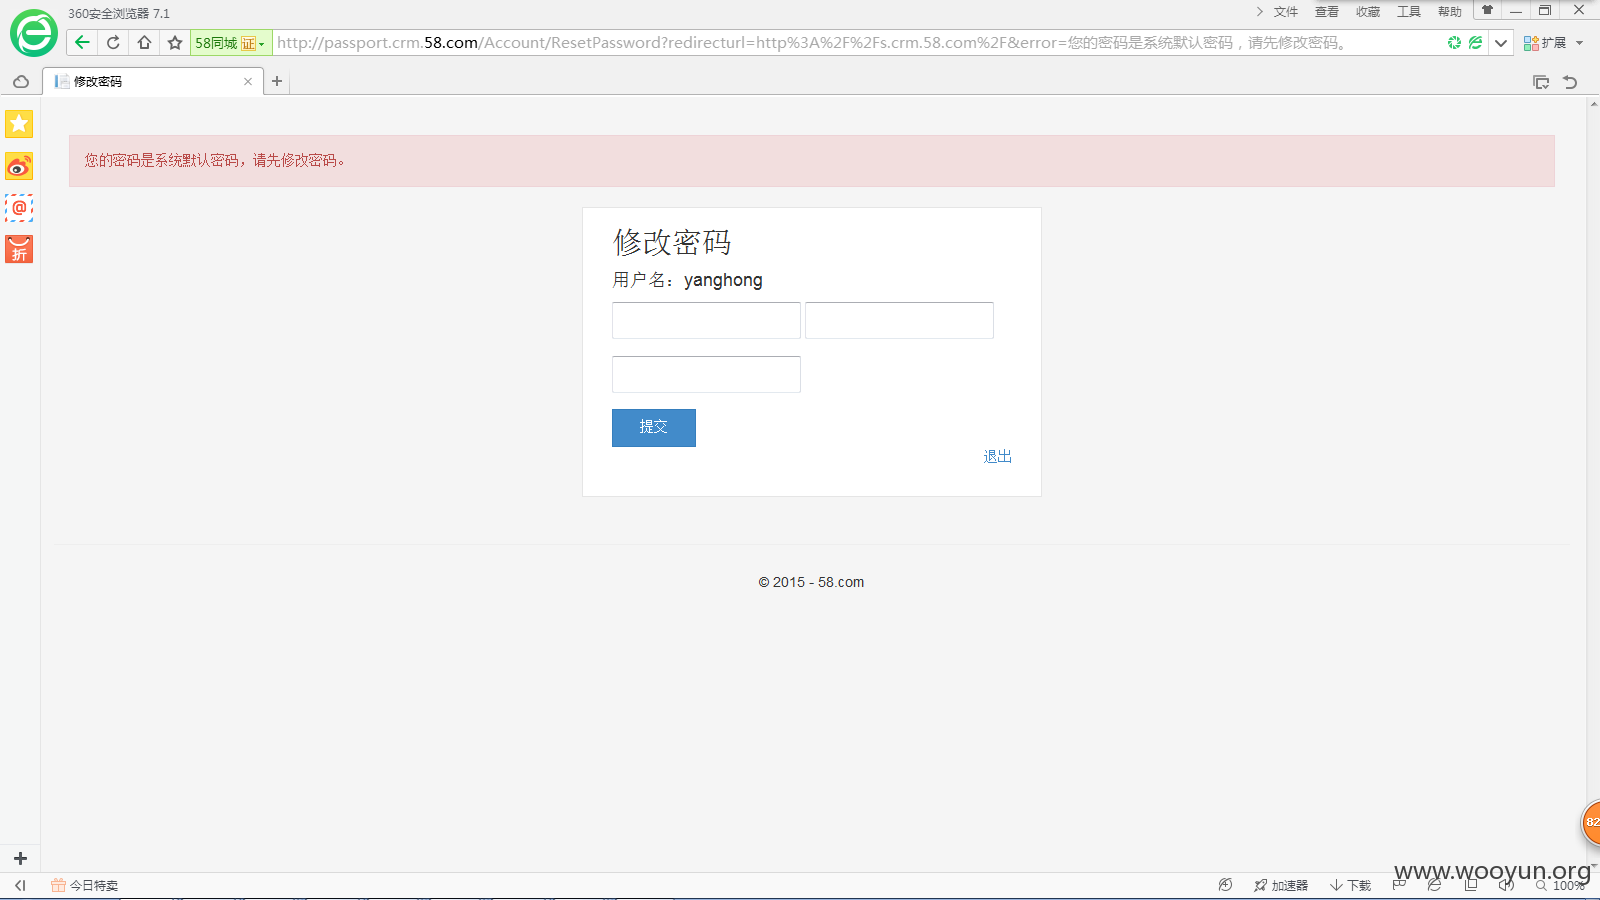 360安全浏览器 7.1
文件 查看 收藏 工具 帮助
58同城 证 http://passport.crm.58.com/Account/ResetPassword?redirecturl=http%3A%2F%2Fs.crm.58.com%2F&error=您的密码是系统默认密码，请先修改密码。 扩展
修改密码
您的密码是系统默认密码，请先修改密码。
@
折
修改密码
用户名：yanghong
提交
退出
© 2015 - 58.com
82
www.wooyun.org
今日特卖 加速器 下载 100%